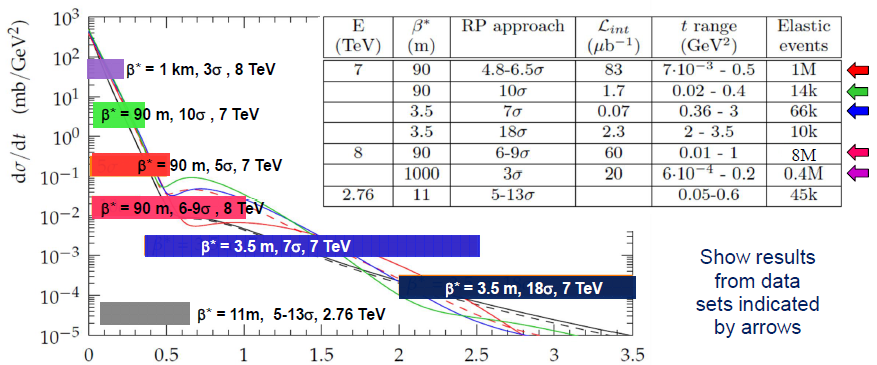 10³
10²
10¹
10⁰
10⁻¹
10⁻²
10⁻³
10⁻⁴
10⁻⁵
dσ/dt (mb/GeV²)
β* = 1 km, 3σ , 8 TeV
β* = 90 m, 10σ , 7 TeV
β* = 90 m, 5σ, 7 TeV
β* = 90 m, 6-9σ , 8 TeV
β* = 3.5 m, 7σ, 7 TeV
β* = 3.5 m, 18σ, 7 TeV
β* = 11m, 5-13σ, 2.76 TeV
0 0.5 1 1.5 2 2.5 3 3.5
E β* RP approach 𝓛int t range Elastic
(TeV) (m) (μb⁻¹) (GeV²) events
7 90 4.8-6.5σ 83 7·10⁻³ - 0.5 1M
90 10σ 1.7 0.02 - 0.4 14k
3.5 7σ 0.07 0.36 - 3 66k
3.5 18σ 2.3 2 - 3.5 10k
8 90 6-9σ 60 0.01 - 1 8M
1000 3σ 20 6·10⁻⁴ - 0.2 0.4M
2.76 11 5-13σ 0.05-0.6 45k
Show results
from data
sets indicated
by arrows